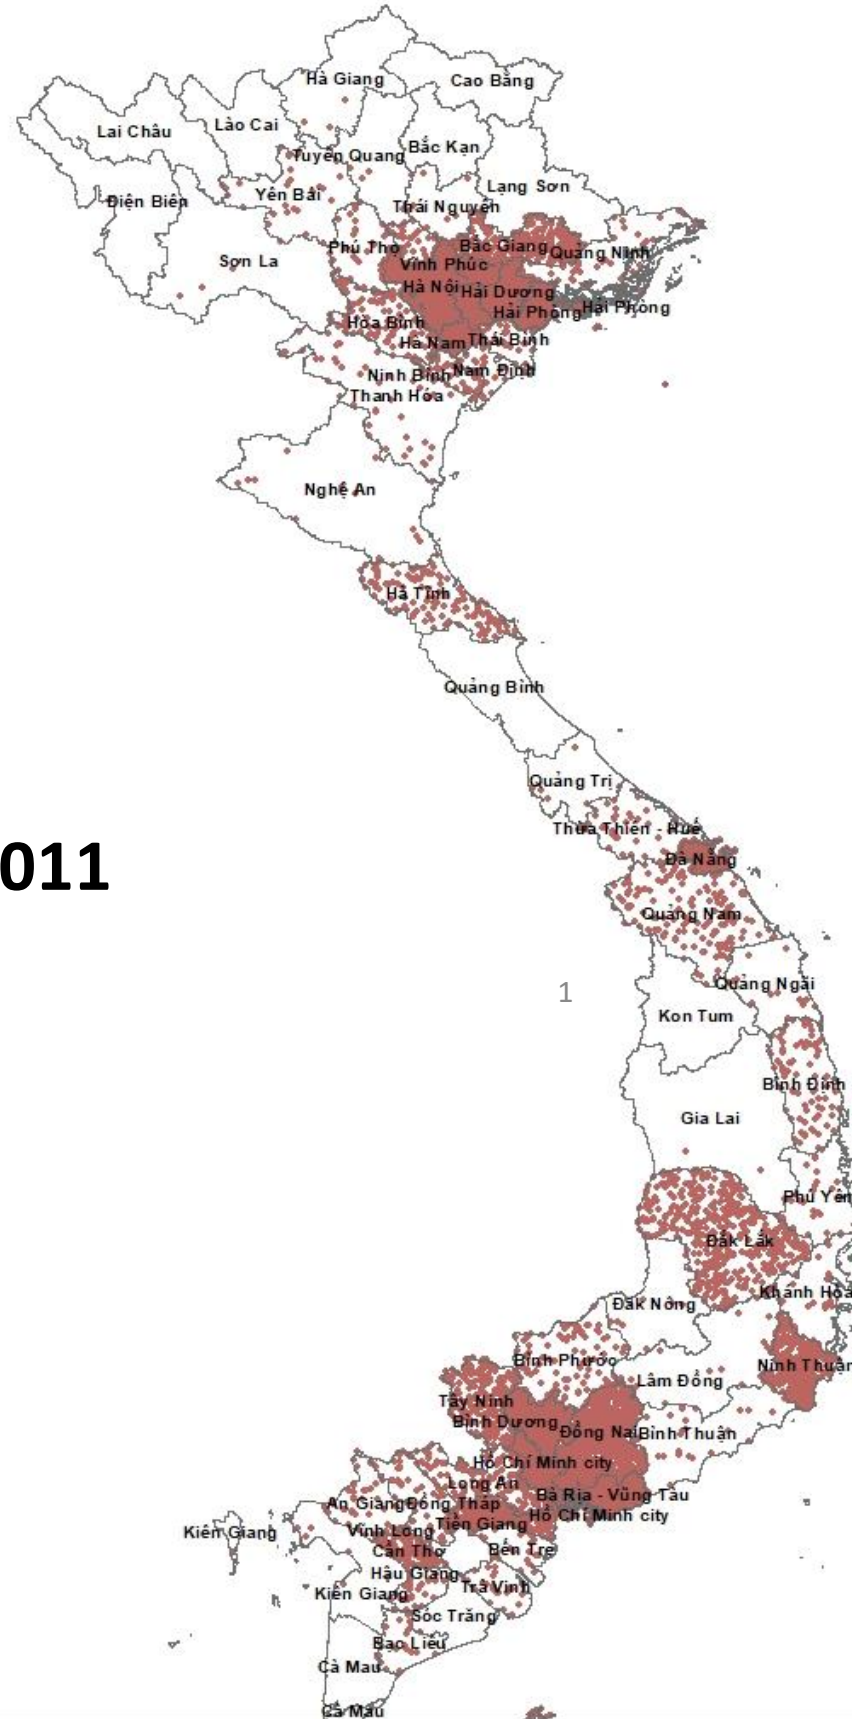 Hà Giang
Cao Bằng
Lai Châu
Lào Cai
Tuyên Quang
Bắc Kạn
Điện Biên
Yên Bái
Lạng Sơn
Thái Nguyên
Sơn La
Phú Thọ
Bắc Giang
Quảng Ninh
Vĩnh Phúc
Hà Nội
Hải Dương
Hải Phòng
Hải Phòng
Hòa Bình
Hà Nam
Thái Bình
Ninh Bình
Nam Định
Thanh Hóa
Nghệ An
Hà Tĩnh
Quảng Bình
Quảng Trị
Thừa Thiên - Huế
011
Đà Nẵng
Quảng Nam
1
Quảng Ngãi
Kon Tum
Bình Định
Gia Lai
Phú Yên
Đắk Lắk
Khánh Hòa
Đăk Nông
Bình Phước
Ninh Thuận
Lâm Đồng
Tây Ninh
Bình Dương
Đồng Nai
Bình Thuận
Hồ Chí Minh city
Long An
Bà Rịa - Vũng Tàu
An Giang
Đồng Tháp
Hồ Chí Minh city
Kiên Giang
Vĩnh Long
Tiền Giang
Cần Thơ
Bến Tre
Hậu Giang
Kiên Giang
Trà Vinh
Sóc Trăng
Bạc Liêu
Cà Mau
Cà Mau